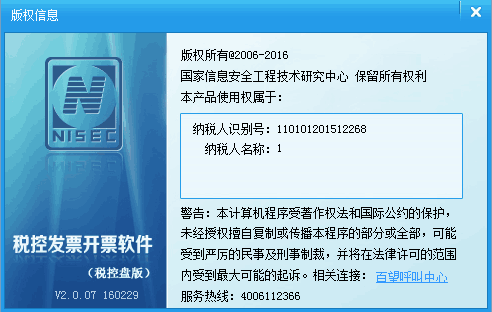 版权信息
NISEC
税控发票开票软件
（税控盘版）
V2.0.07 160229
版权所有@2006-2016
国家信息安全工程技术研究中心 保留所有权利
本产品使用权属于：
纳税人识别号：110101201512268
纳税人名称：1
警告：本计算机程序受著作权法和国际公约的保护，
未经授权擅自复制或传播本程序的部分或全部，可能
受到严厉的民事及刑事制裁，并将在法律许可的范围
内受到最大可能的起诉。相关连接： 百望呼叫中心
服务热线：4006112366